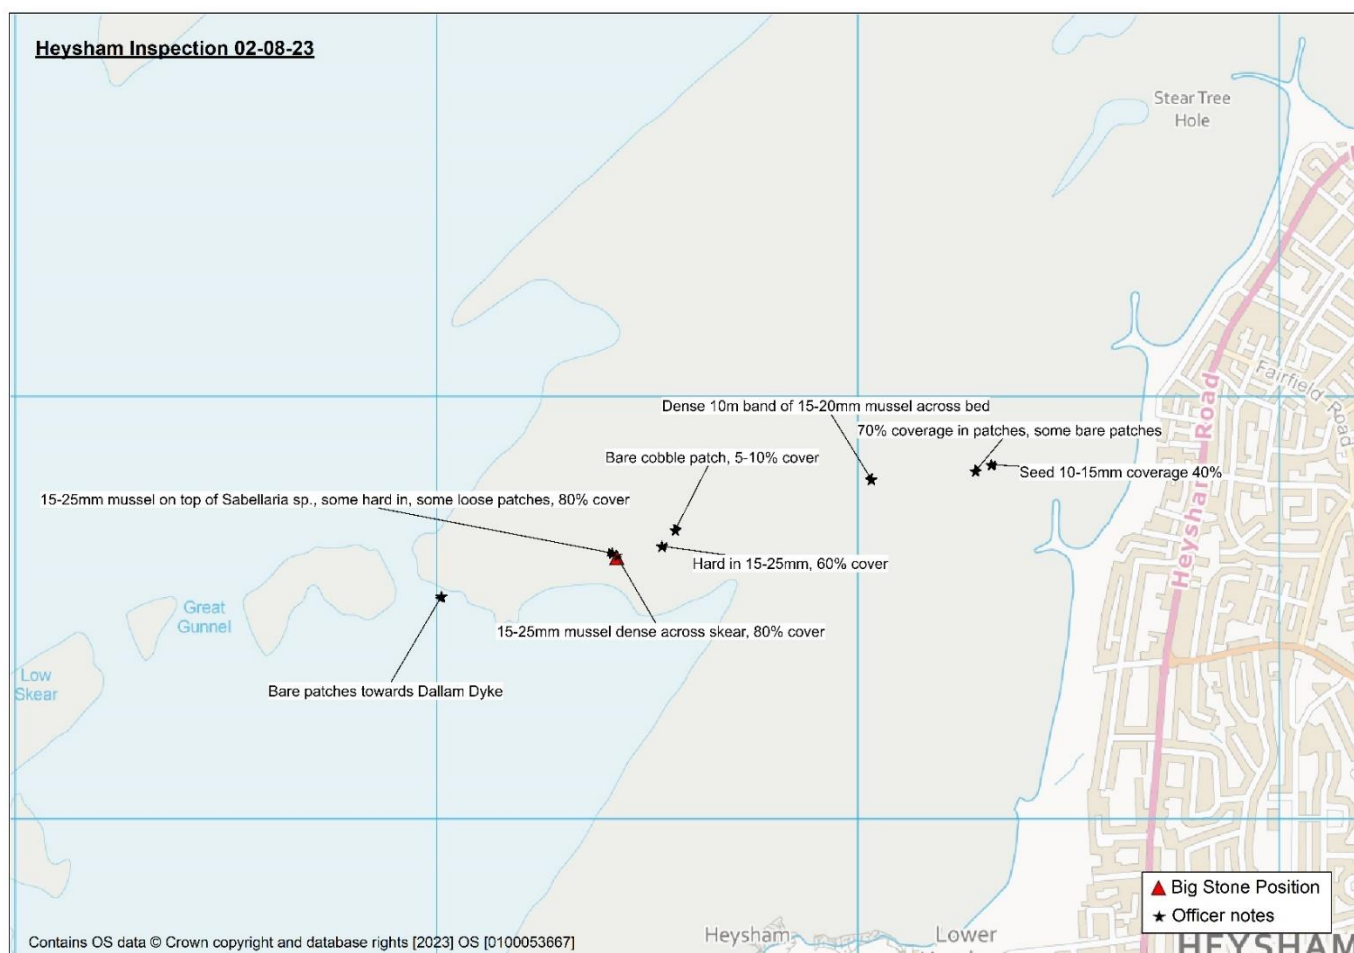 Heysham Inspection 02-08-23
Stear Tree
Hole
Fairfield Road
Heysham Road
Dense 10m band of 15-20mm mussel across bed
70% coverage in patches, some bare patches
Bare cobble patch, 5-10% cover
Seed 10-15mm coverage 40%
15-25mm mussel on top of Sabellaria sp., some hard in, some loose patches, 80% cover
Hard in 15-25mm, 60% cover
Great
Gunnel
15-25mm mussel dense across skear, 80% cover
Low
Skear
Bare patches towards Dallam Dyke
Big Stone Position
Officer notes
Heysham
Lower
HEYSHAM
Contains OS data © Crown copyright and database rights [2023] OS [0100053667]